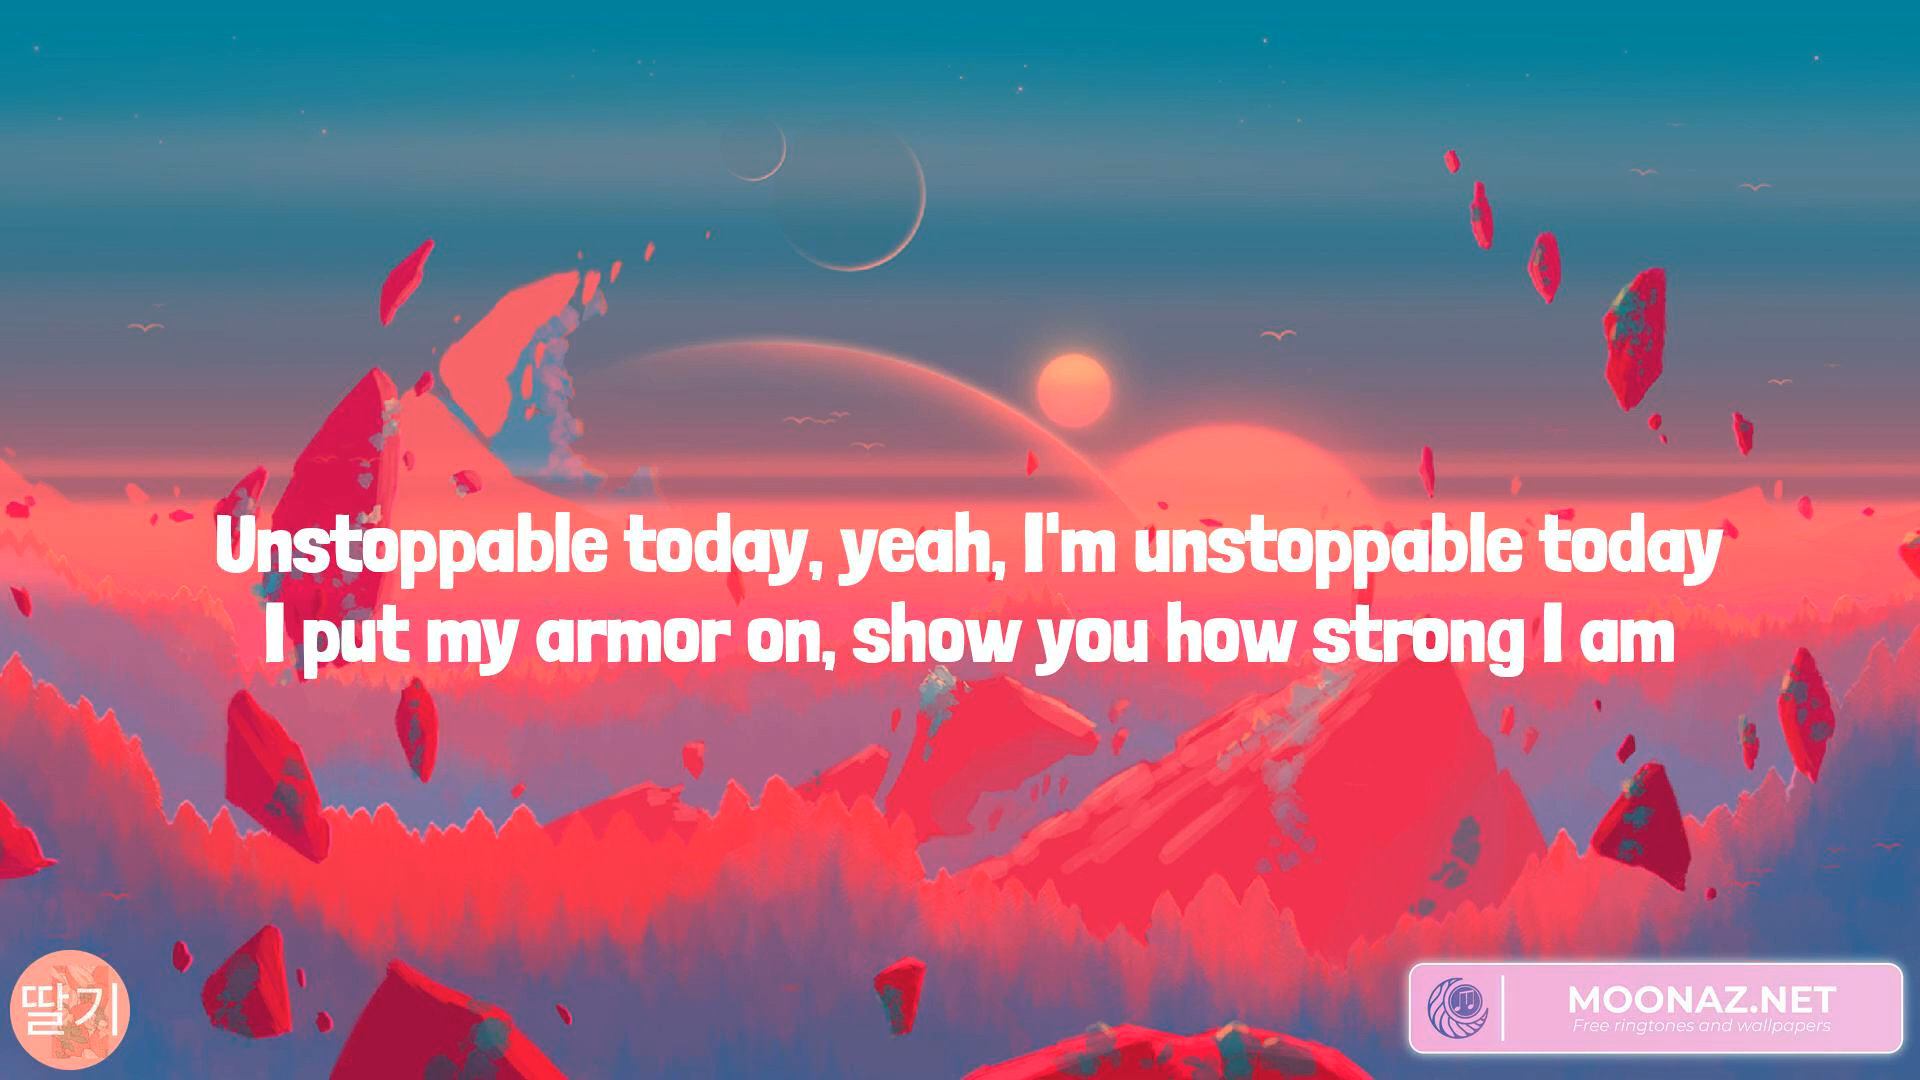 Unstoppable today, yeah, I'm unstoppable today
I put my armor on, show you how strong I am
딸기
MOONAZ.NET
Free ringtones and wallpapers